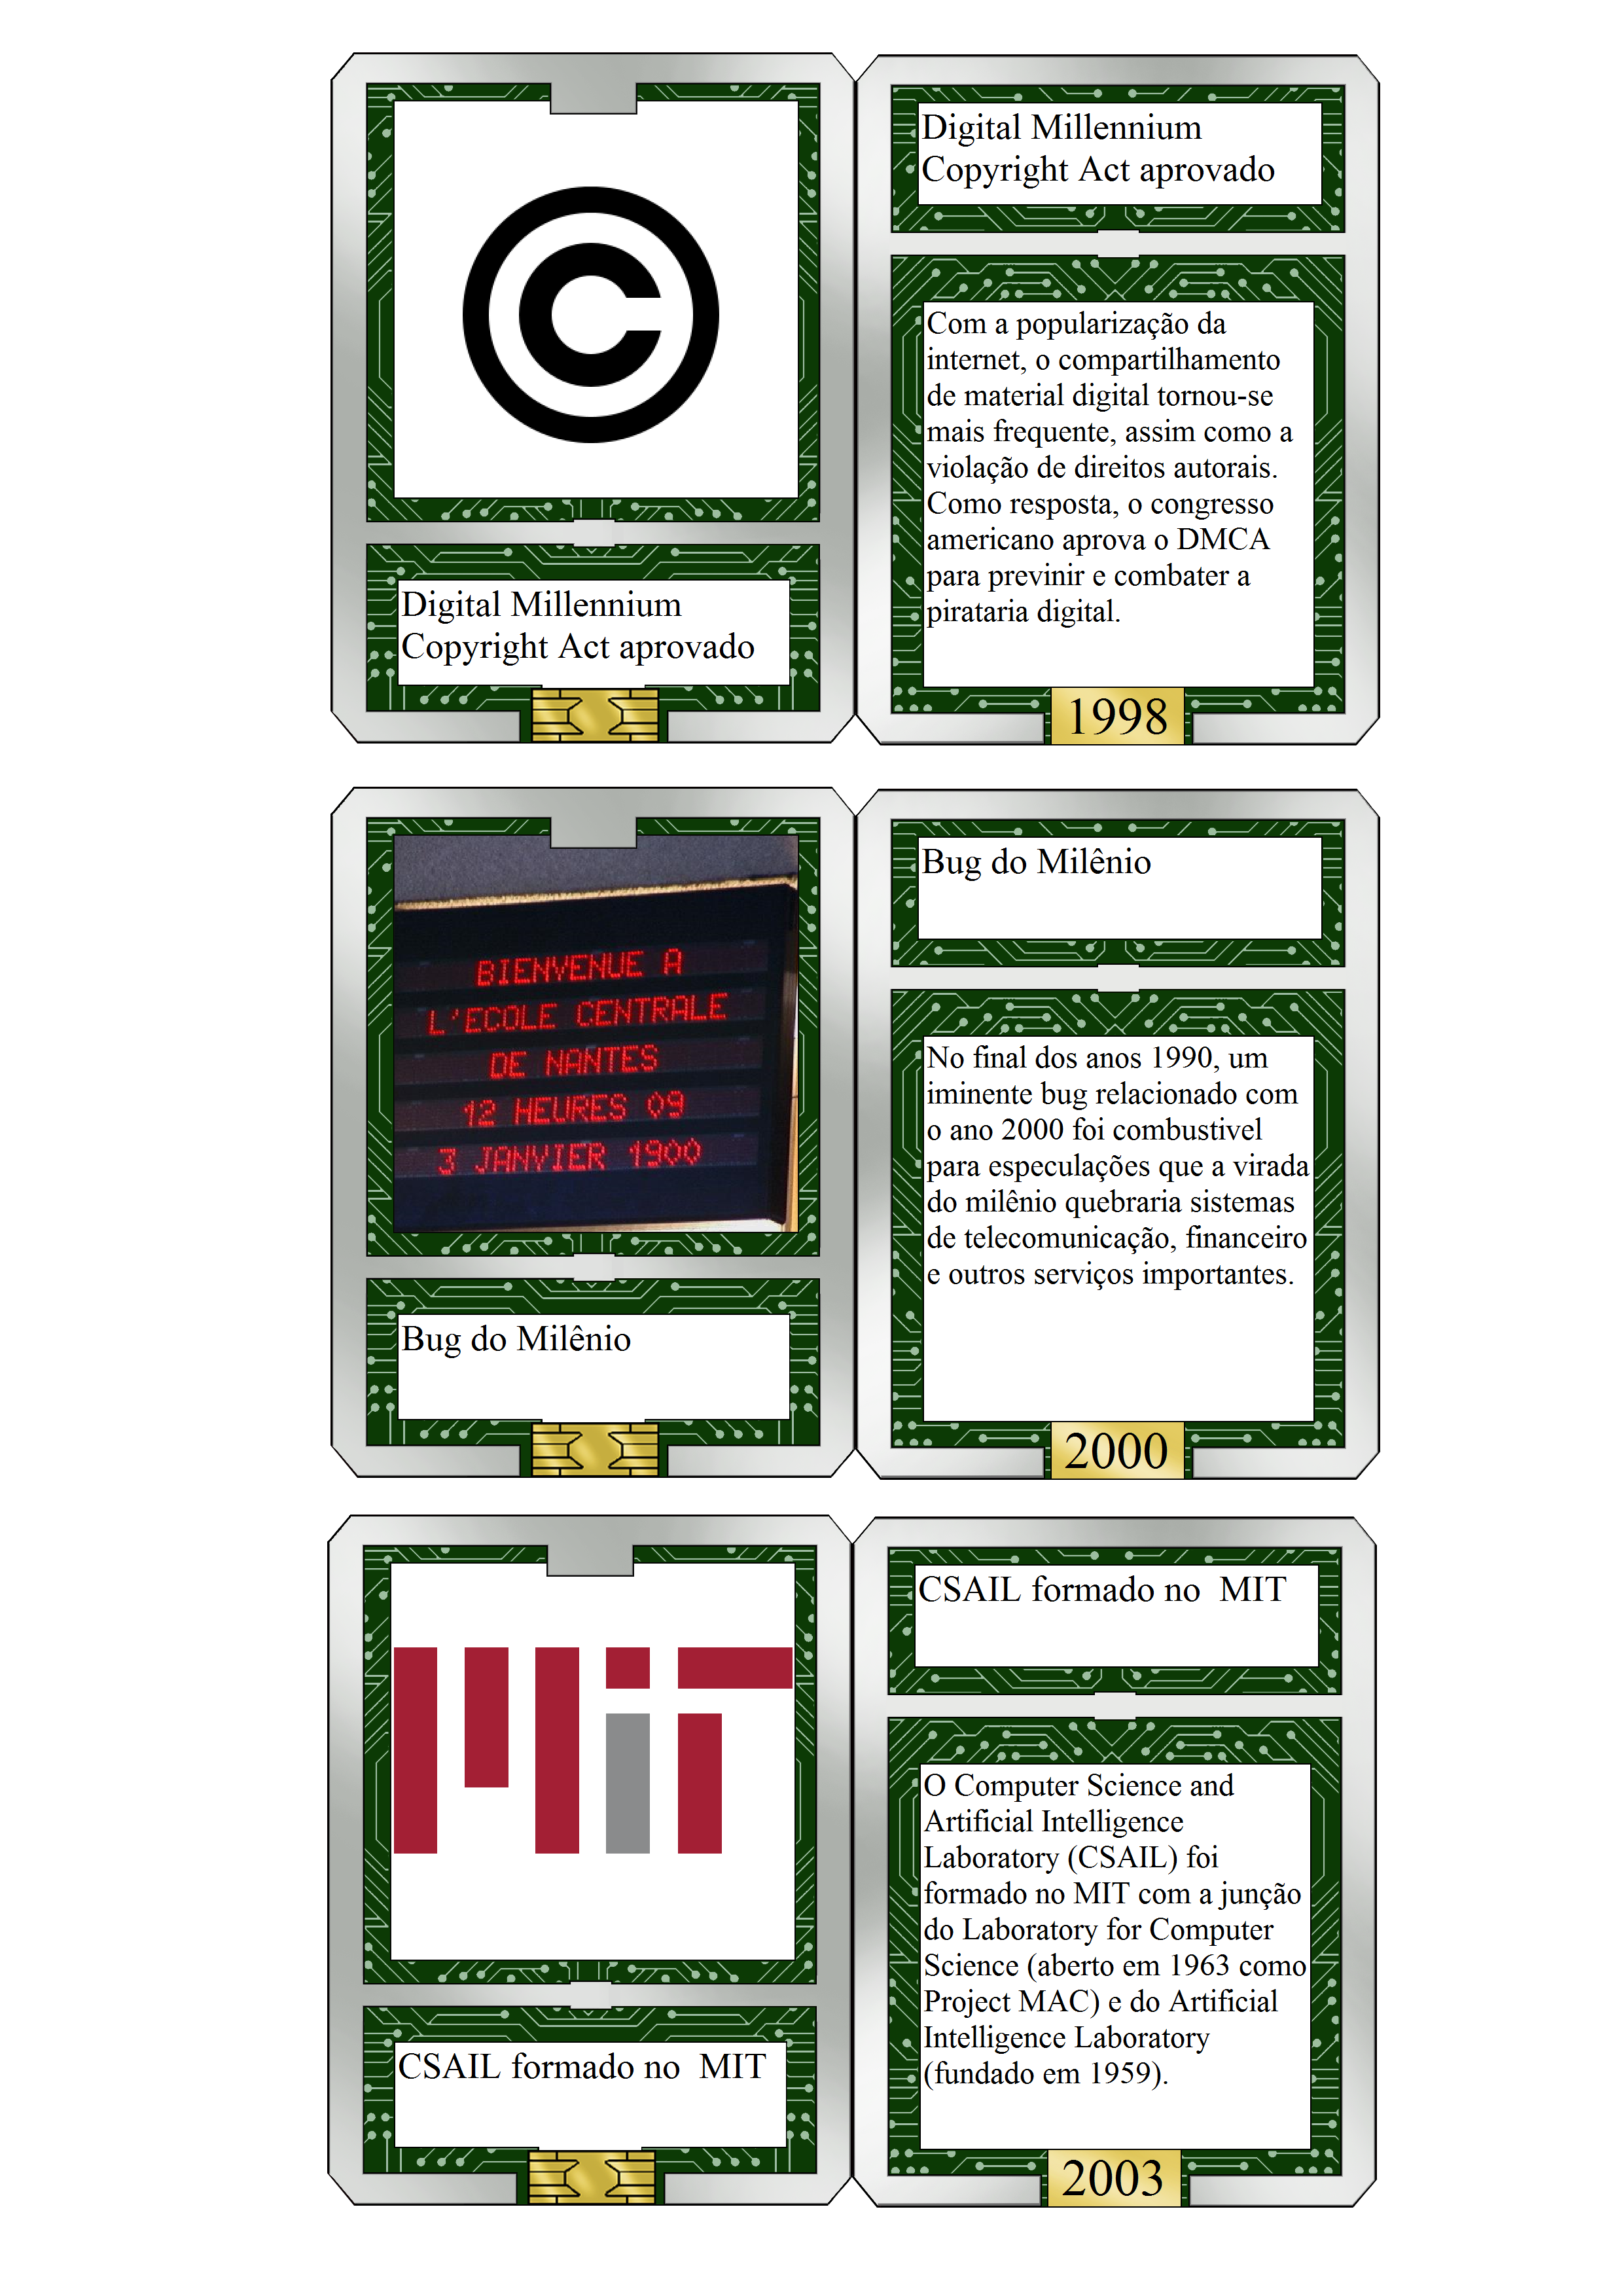 ©
Digital Millennium
Copyright Act aprovado
Digital Millennium
Copyright Act aprovado
Com a popularização da
internet, o compartilhamento
de material digital tornou-se
mais frequente, assim como a
violação de direitos autorais.
Como resposta, o congresso
americano aprova o DMCA
para previnir e combater a
pirataria digital.
1998
BIENVENUE A
L'ECOLE CENTRALE
DE NANTES
12 HEURES 09
3 JANVIER 1900
Bug do Milênio
Bug do Milênio
No final dos anos 1990, um
iminente bug relacionado com
o ano 2000 foi combustivel
para especulações que a virada
do milênio quebraria sistemas
de telecomunicação, financeiro
e outros serviços importantes.
2000
MIT
CSAIL formado no  MIT
CSAIL formado no  MIT
O Computer Science and
Artificial Intelligence
Laboratory (CSAIL) foi
formado no MIT com a junção
do Laboratory for Computer
Science (aberto em 1963 como
Project MAC) e do Artificial
Intelligence Laboratory
(fundado em 1959).
2003